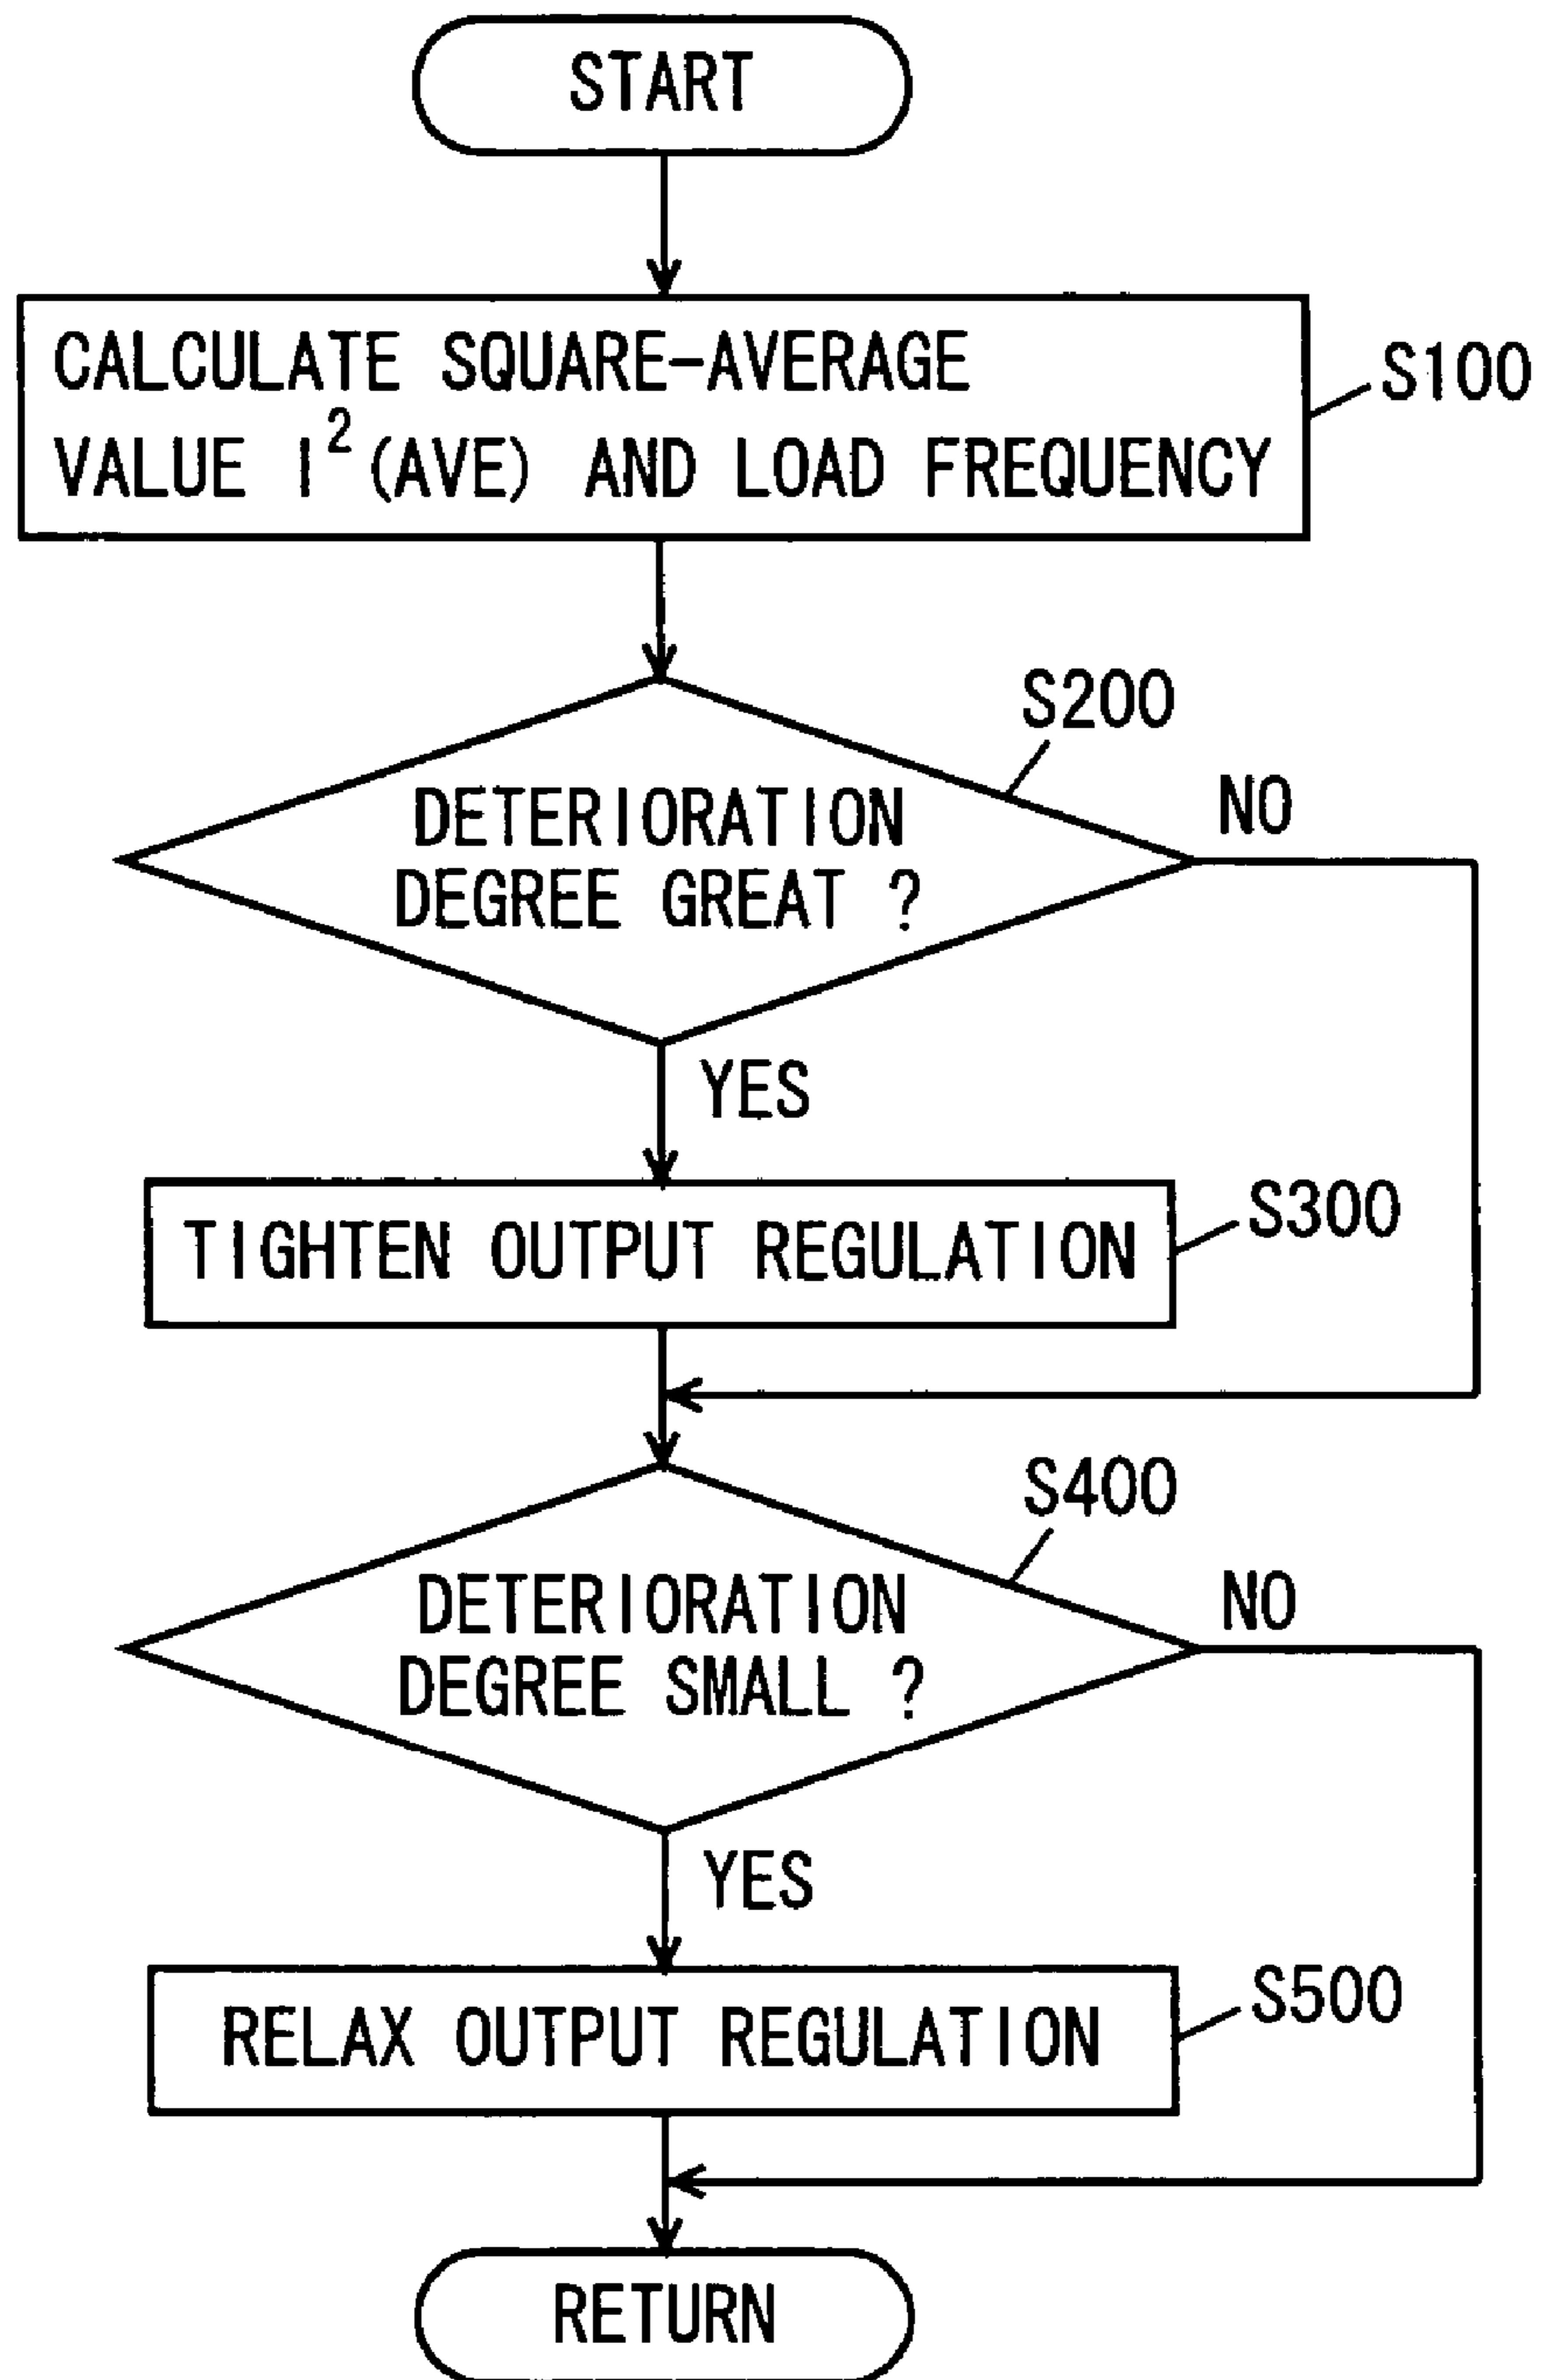 START
CALCULATE SQUARE-AVERAGE
VALUE I² (AVE) AND LOAD FREQUENCY
S100
S200
DETERIORATION
DEGREE GREAT ?
NO
YES
TIGHTEN OUTPUT REGULATION
S300
S400
DETERIORATION
DEGREE SMALL ?
NO
YES
RELAX OUTPUT REGULATION
S500
RETURN